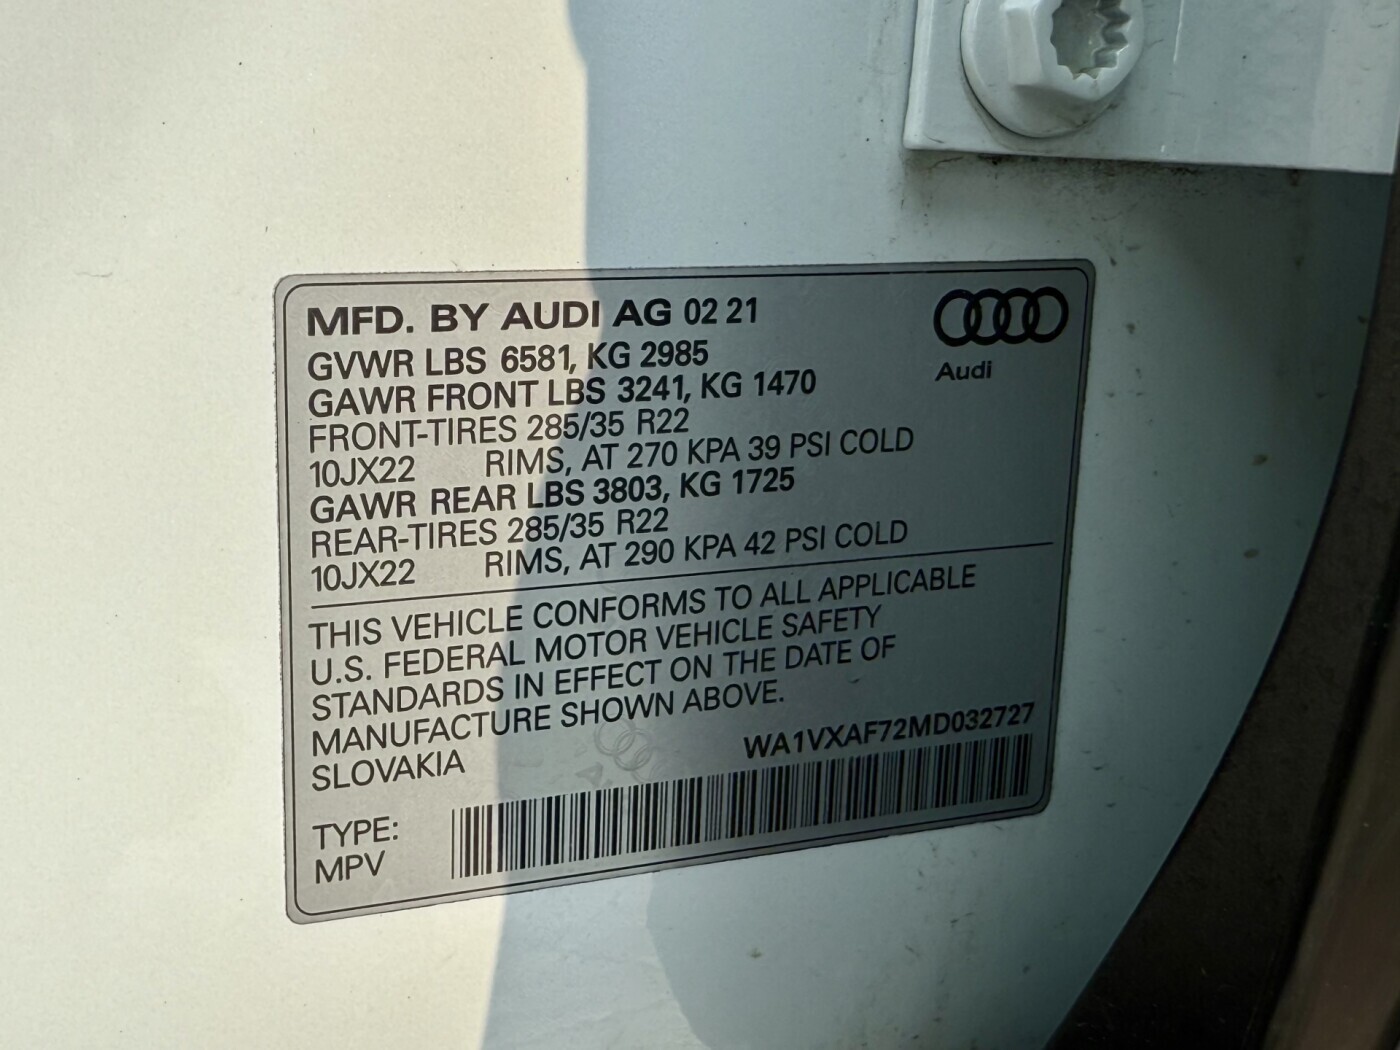 MFD. BY AUDI AG 02 21
Audi
GVWR LBS 6581, KG 2985
GAWR FRONT LBS 3241, KG 1470
FRONT-TIRES 285/35 R22
10JX22 RIMS, AT 270 KPA 39 PSI COLD
GAWR REAR LBS 3803, KG 1725
REAR-TIRES 285/35 R22
10JX22 RIMS, AT 290 KPA 42 PSI COLD
THIS VEHICLE CONFORMS TO ALL APPLICABLE
U.S. FEDERAL MOTOR VEHICLE SAFETY
STANDARDS IN EFFECT ON THE DATE OF
MANUFACTURE SHOWN ABOVE.
SLOVAKIA
WA1VXAF72MD032727
TYPE:
MPV